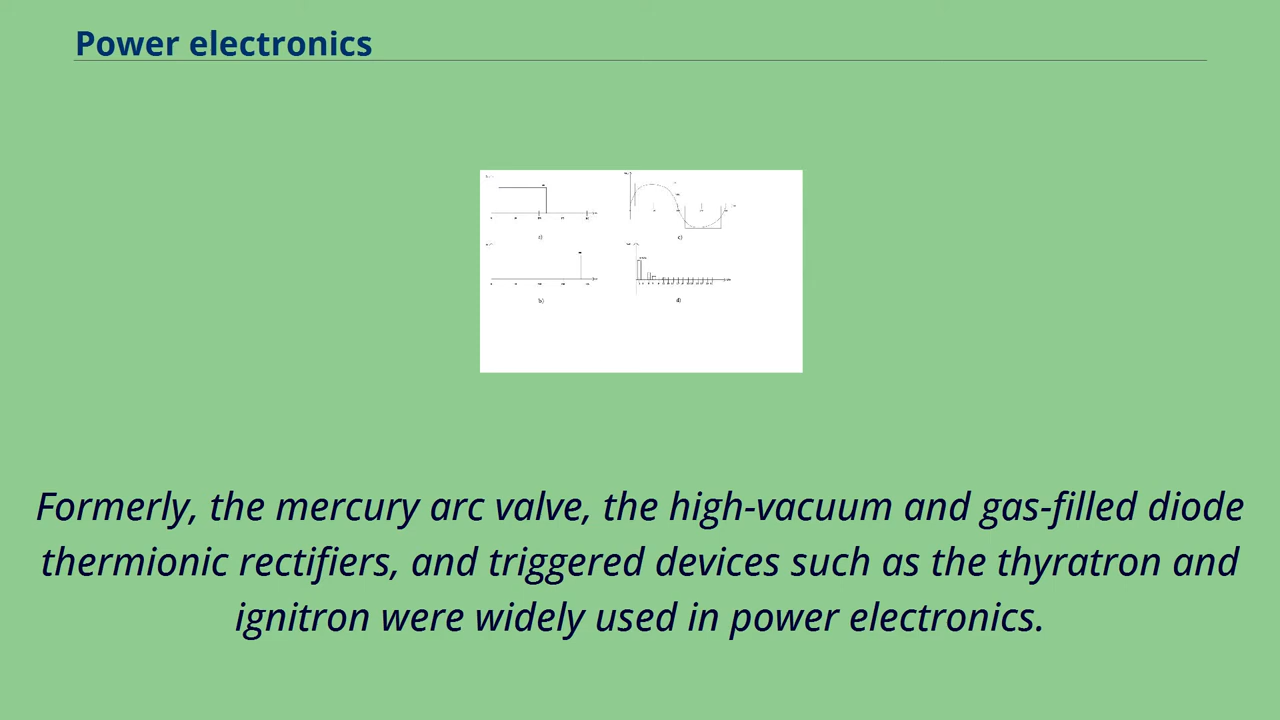 Power electronics
c)
b)
d)
Formerly, the mercury arc valve, the high-vacuum and gas-filled diode
thermionic rectifiers, and triggered devices such as the thyratron and
ignitron were widely used in power electronics.